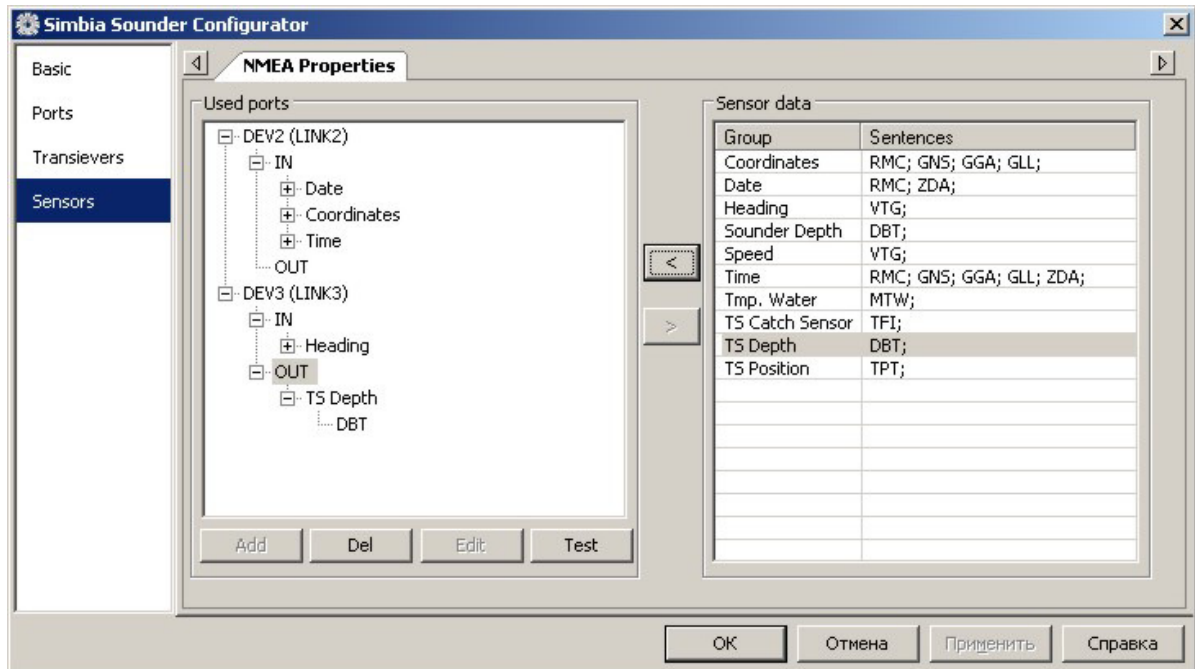 Simbia Sounder Configurator
Basic
Ports
Transievers
Sensors
NMEA Properties
Used ports
DEV2 (LINK2)
IN
Date
Coordinates
Time
OUT
DEV3 (LINK3)
IN
Heading
OUT
TS Depth
DBT
Add Del Edit Test
<
>
Sensor data
Group Sentences
Coordinates RMC; GNS; GGA; GLL;
Date RMC; ZDA;
Heading VTG;
Sounder Depth DBT;
Speed VTG;
Time RMC; GNS; GGA; GLL; ZDA;
Tmp. Water MTW;
TS Catch Sensor TFI;
TS Depth DBT;
TS Position TPT;
OK Отмена Применить Справка